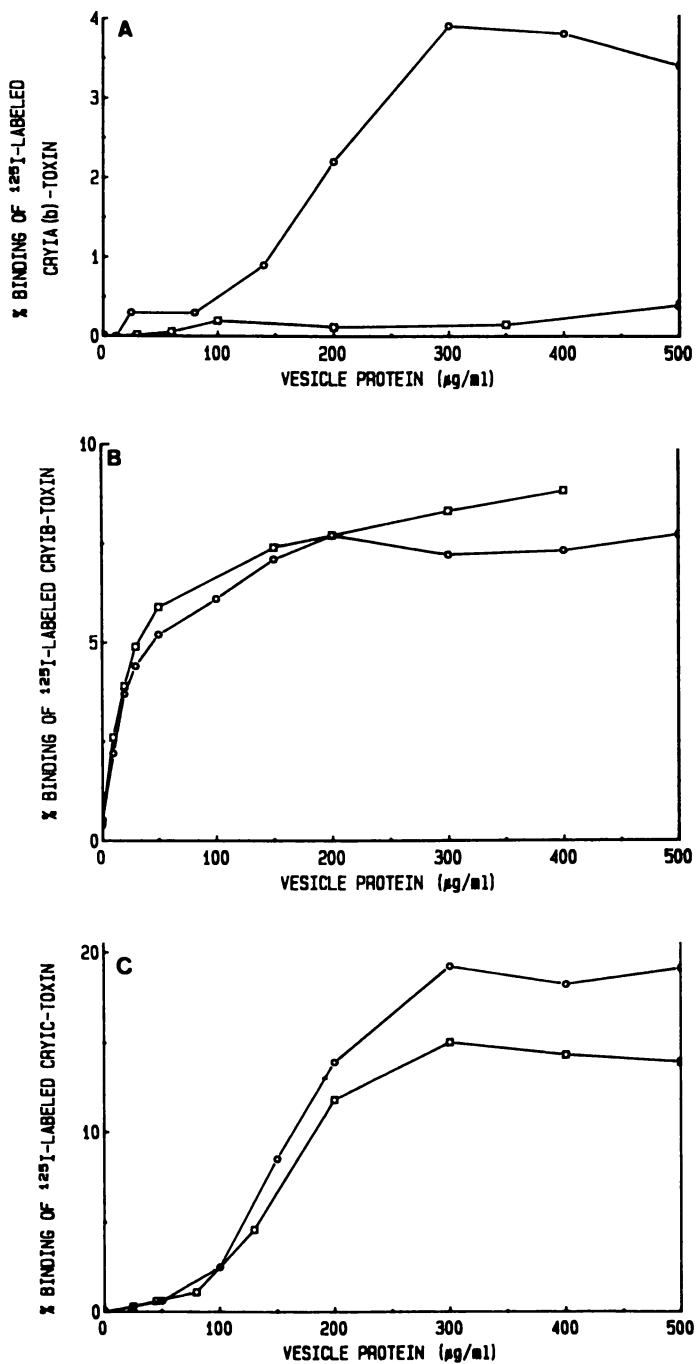 A
4
3
2
1
0
% BINDING OF ¹²⁵I-LABELED
CRYIA(b)-TOXIN
0 100 200 300 400 500
VESICLE PROTEIN (µg/ml)
B
10
5
0
% BINDING OF ¹²⁵I-LABELED CRYIB-TOXIN
0 100 200 300 400 500
VESICLE PROTEIN (µg/ml)
C
20
10
0
% BINDING OF ¹²⁵I-LABELED CRYIC-TOXIN
0 100 200 300 400 500
VESICLE PROTEIN (µg/ml)